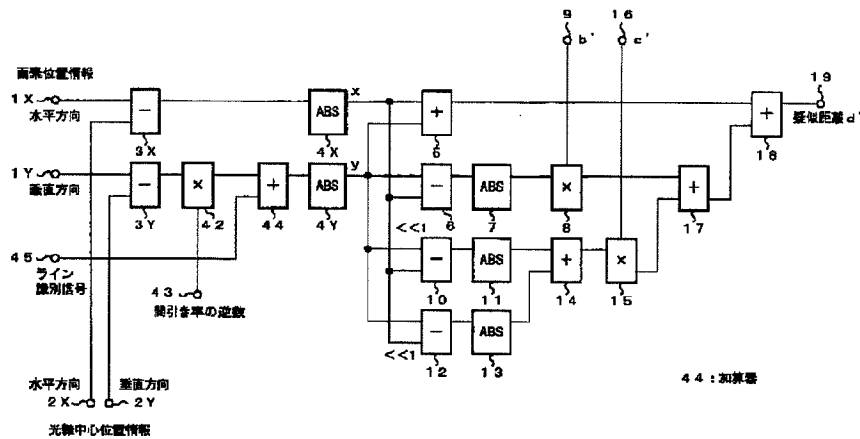 9
16
b'
c'
画素位置情報
1X
水平方向
−
3X
ABS
4X
x
+
5
+
18
19
疑似距離d'
1Y
垂直方向
−
3Y
×
42
+
44
ABS
4Y
y
−
6
ABS
7
×
8
+
17
45
ライン
識別信号
43
間引き率の逆数
<<1
−
10
ABS
11
+
14
×
15
<<1
−
12
ABS
13
44:加算器
水平方向
2X
垂直方向
2Y
光軸中心位置情報